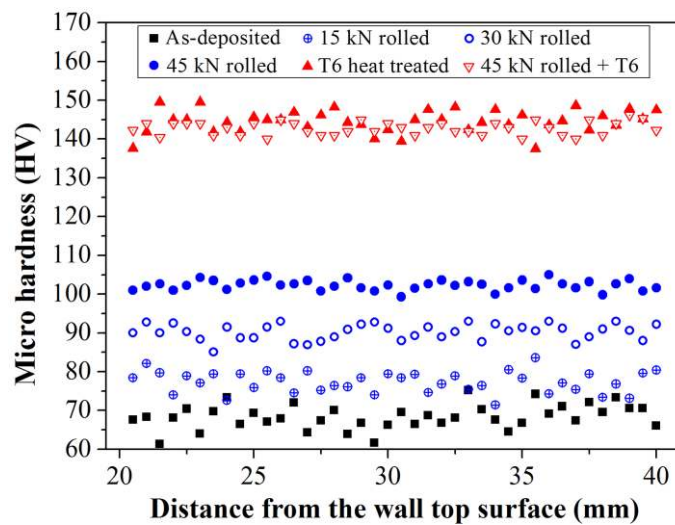 170
160
150
140
130
120
110
100
90
80
70
60
Micro hardness (HV)
As-deposited 15 kN rolled 30 kN rolled
45 kN rolled T6 heat treated 45 kN rolled + T6
20 25 30 35 40
Distance from the wall top surface (mm)